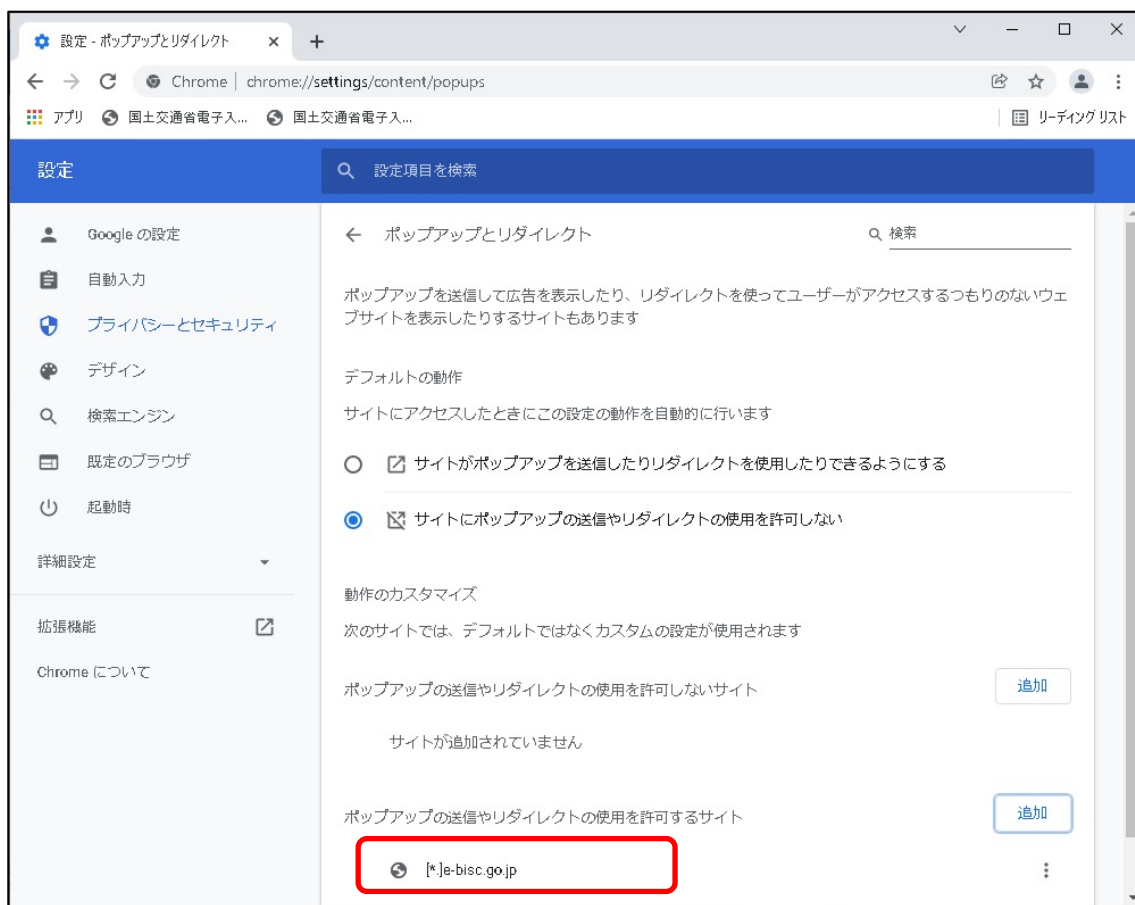 設定 - ポップアップとリダイレクト
Chrome | chrome://settings/content/popups
アプリ 国土交通省電子入... 国土交通省電子入... リーディング リスト
設定
設定項目を検索
Google の設定
自動入力
プライバシーとセキュリティ
デザイン
検索エンジン
既定のブラウザ
起動時
詳細設定
拡張機能
Chrome について
ポップアップとリダイレクト
検索
ポップアップを送信して広告を表示したり、リダイレクトを使ってユーザーがアクセスするつもりのないウェ
ブサイトを表示したりするサイトもあります
デフォルトの動作
サイトにアクセスしたときにこの設定の動作を自動的に行います
サイトがポップアップを送信したりリダイレクトを使用したりできるようにする
サイトにポップアップの送信やリダイレクトの使用を許可しない
動作のカスタマイズ
次のサイトでは、デフォルトではなくカスタムの設定が使用されます
ポップアップの送信やリダイレクトの使用を許可しないサイト
追加
サイトが追加されていません
ポップアップの送信やリダイレクトの使用を許可するサイト
追加
[*.]e-bisc.go.jp